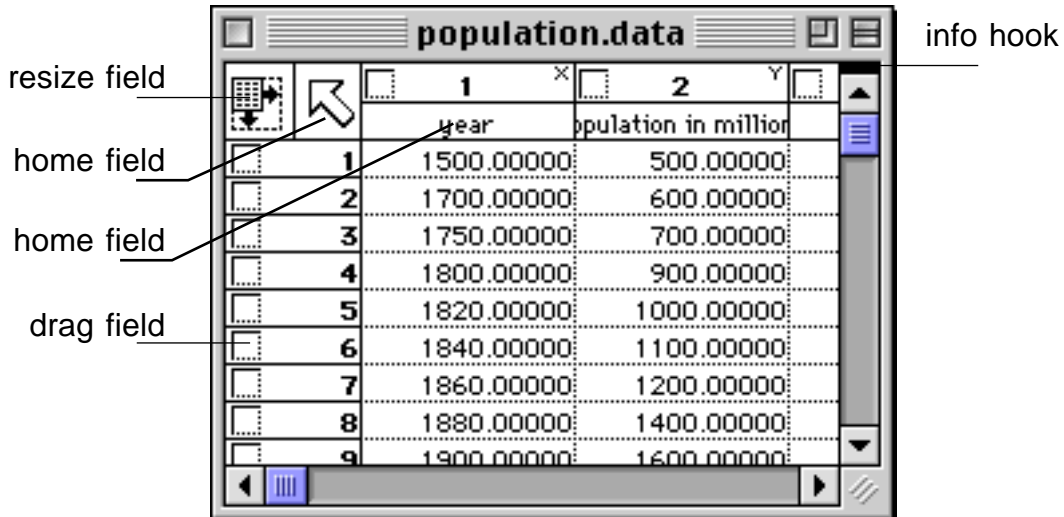 population.data
info hook
resize field
1 X 2 Y
year opulation in million
home field
1 1500.00000 500.00000
2 1700.00000 600.00000
home field
3 1750.00000 700.00000
4 1800.00000 900.00000
5 1820.00000 1000.00000
drag field
6 1840.00000 1100.00000
7 1860.00000 1200.00000
8 1880.00000 1400.00000
9 1900.00000 1600.00000